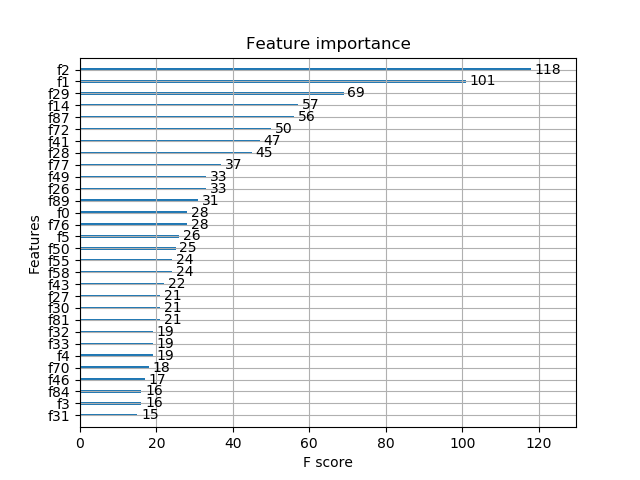 Feature importance
f2 118
f1 101
f29 69
f14 57
f87 56
f72 50
f41 47
f28 45
f77 37
f49 33
f26 33
f89 31
f0 28
f76 28
f5 26
f50 25
f55 24
f58 24
f43 22
f27 21
f30 21
f81 21
f32 19
f33 19
f4 19
f70 18
f46 17
f84 16
f3 16
f31 15
Features
0 20 40 60 80 100 120
F score